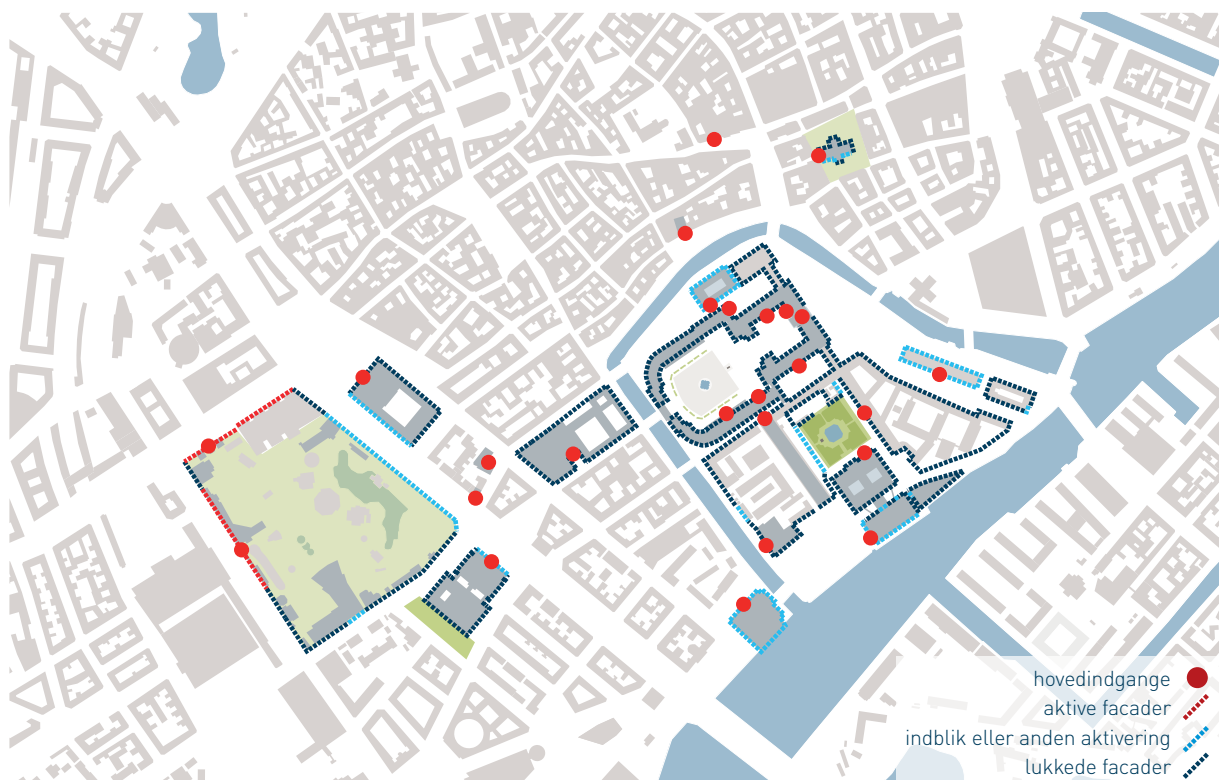 hovedindgange
aktive facader
indblik eller anden aktivering
lukkede facader